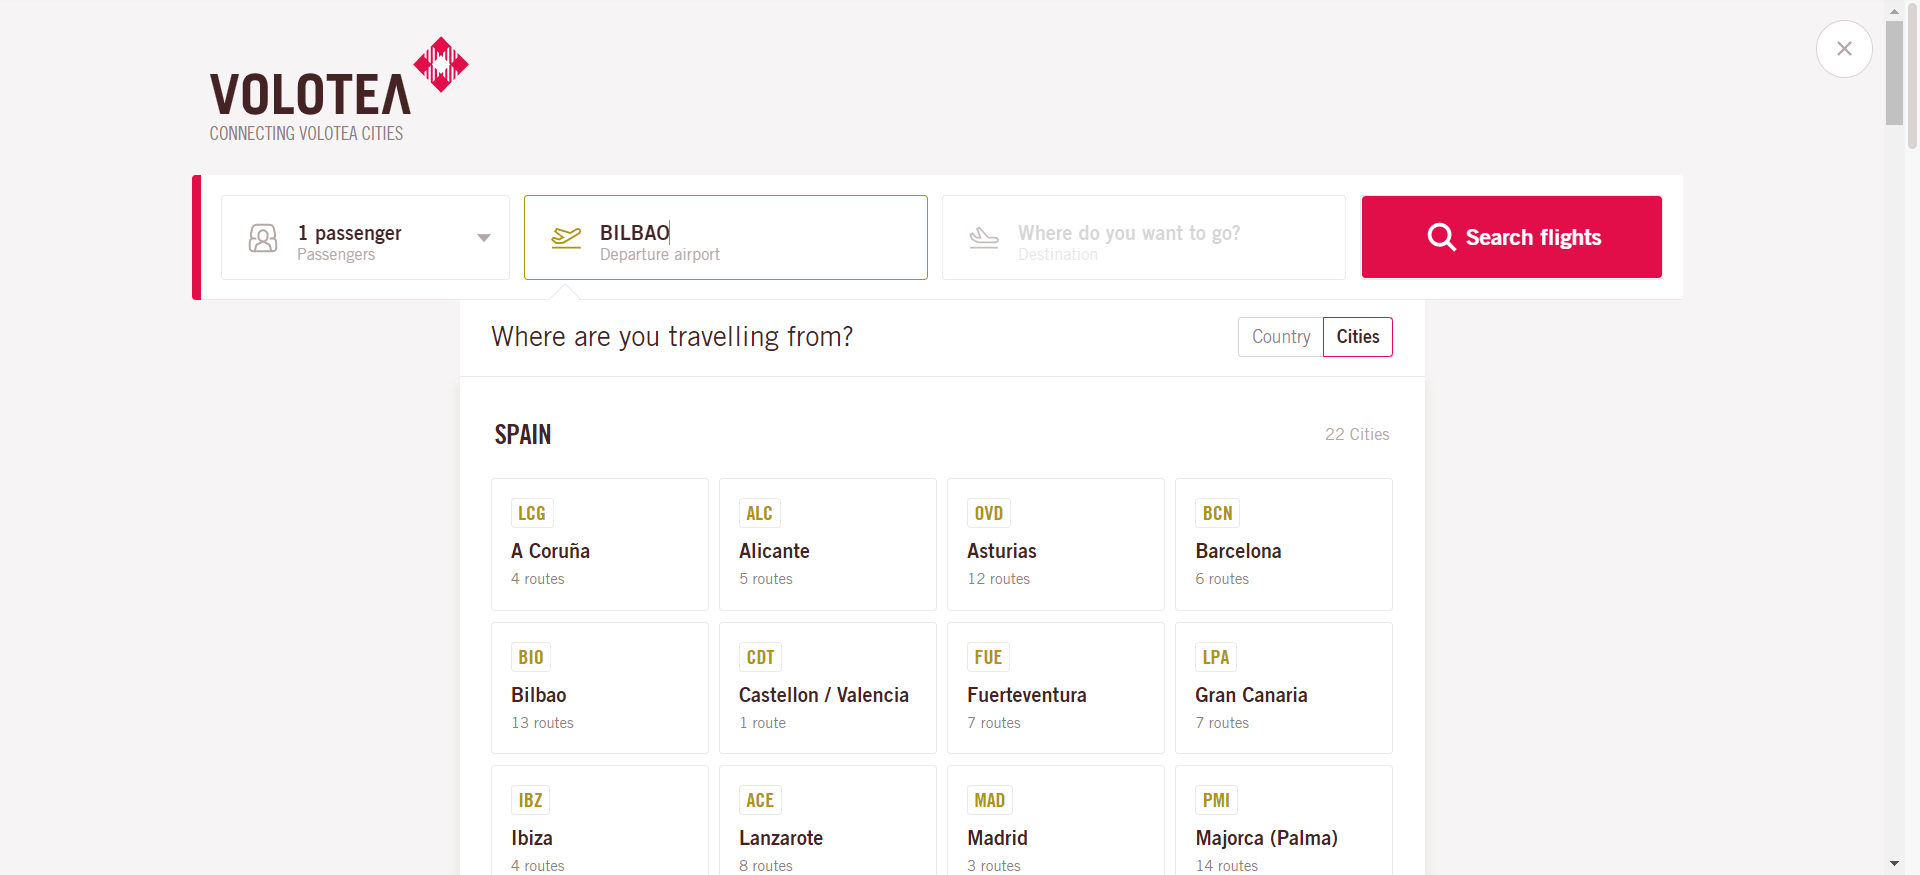 VOLOTEA
CONNECTING VOLOTEA CITIES
1 passenger
Passengers
BILBAO
Departure airport
Where do you want to go?
Destination
Search flights
Where are you travelling from?
Country
Cities
SPAIN
22 Cities
LCG
A Coruña
4 routes
ALC
Alicante
5 routes
OVD
Asturias
12 routes
BCN
Barcelona
6 routes
BIO
Bilbao
13 routes
CDT
Castellon / Valencia
1 route
FUE
Fuerteventura
7 routes
LPA
Gran Canaria
7 routes
IBZ
Ibiza
4 routes
ACE
Lanzarote
8 routes
MAD
Madrid
3 routes
PMI
Majorca (Palma)
14 routes